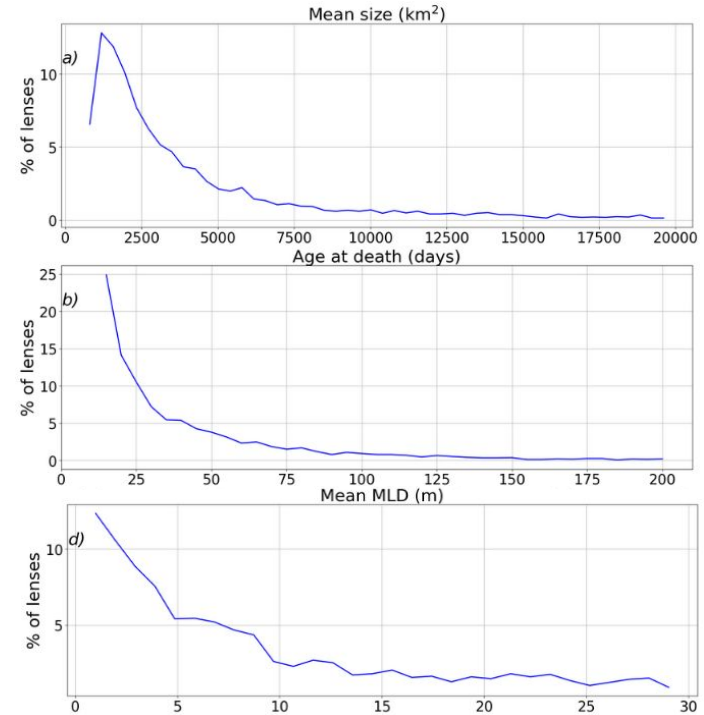 Mean size (km²)
a)
% of lenses
10
5
0
0 2500 5000 7500 10000 12500 15000 17500 20000
Age at death (days)
b)
% of lenses
25
20
15
10
5
0
0 25 50 75 100 125 150 175 200
Mean MLD (m)
d)
% of lenses
10
5
0 5 10 15 20 25 30